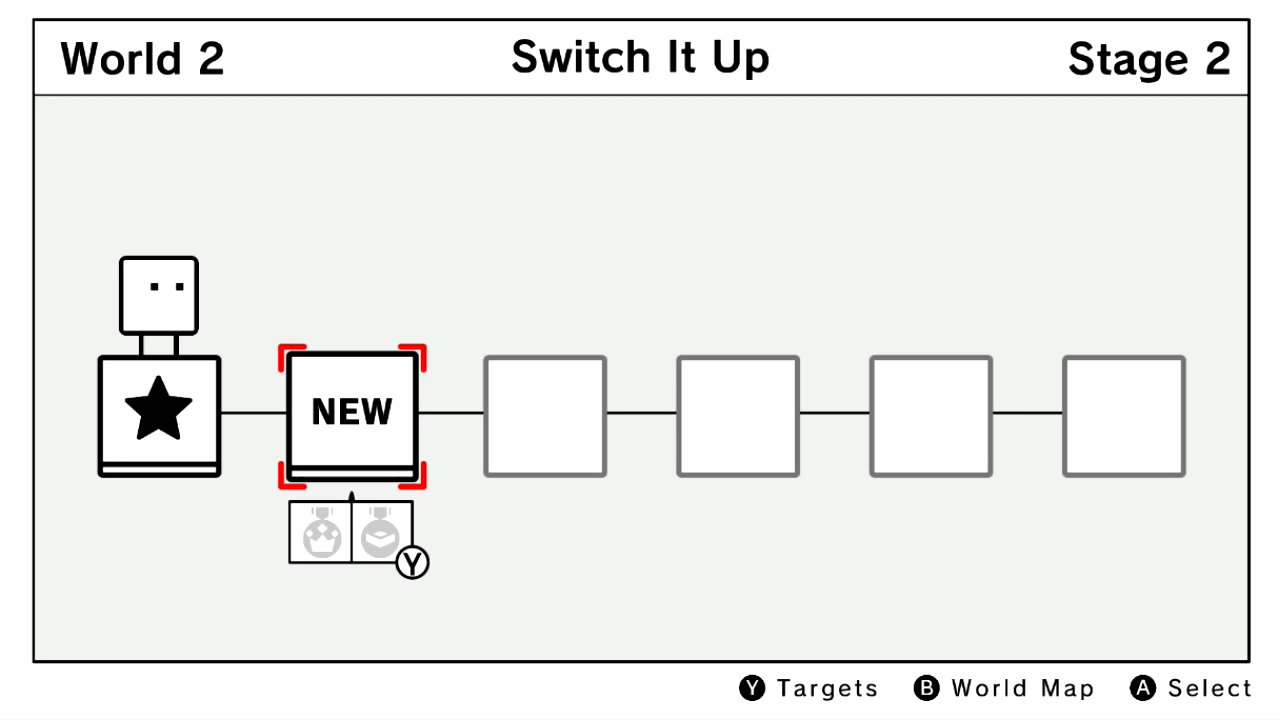 World 2 Switch It Up Stage 2
NEW
Y
Y Targets B World Map A Select